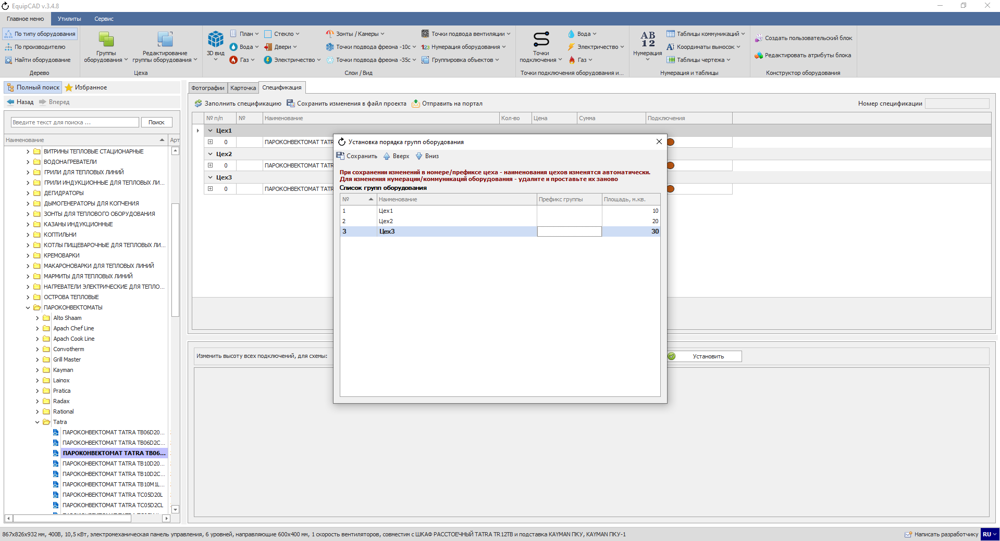 EquipCAD v.3.4.8
Главное меню Утилиты Сервис
По типу оборудования
По производителю
Найти оборудование
Дерево
Группы оборудования
Редактирование группы оборудования
Цеха
3D вид
План
Вода
Газ
Стекло
Двери
Электричество
Зонты / Камеры
Точки подвода фреона -10с
Точки подвода фреона -35с
Точки подвода вентиляции
Нумерация оборудования
Группировка объектов
Слои / Вид
Точки подключения
Вода
Электричество
Газ
Точки подключения оборудования и...
AB
12
Нумерация
Таблицы коммуникаций
Координаты выносок
Таблицы чертежа
Нумерация и таблицы
Создать пользовательский блок
Редактировать атрибуты блока
Конструктор оборудования
Полный поиск Избранное
Назад Вперед
Введите текст для поиска ... Поиск
Наименование Арт
ВИТРИНЫ ТЕПЛОВЫЕ СТАЦИОНАРНЫЕ
ВОДОНАГРЕВАТЕЛИ
ГРИЛИ ДЛЯ ТЕПЛОВЫХ ЛИНИЙ
ГРИЛИ ИНДУКЦИОННЫЕ ДЛЯ ТЕПЛОВЫХ ЛИ...
ДЕГИДРАТОРЫ
ДЫМОГЕНЕРАТОРЫ ДЛЯ КОПЧЕНИЯ
ЗОНТЫ ДЛЯ ТЕПЛОВОГО ОБОРУДОВАНИЯ
КАЗАНЫ ИНДУКЦИОННЫЕ
КОПТИЛЬНИ
КОТЛЫ ПИЩЕВАРОЧНЫЕ ДЛЯ ТЕПЛОВЫХ ЛИ...
КРЕМОВАРКИ
МАКАРОНОВАРКИ ДЛЯ ТЕПЛОВЫХ ЛИНИЙ
МАРМИТЫ ДЛЯ ТЕПЛОВЫХ ЛИНИЙ
НАГРЕВАТЕЛИ ЭЛЕКТРИЧЕСКИЕ ДЛЯ ТЕПЛО...
ОСТРОВА ТЕПЛОВЫЕ
ПАРОКОНВЕКТОМАТЫ
Alto Shaam
Apach Chef Line
Apach Cook Line
Convotherm
Grill Master
Kayman
Lainox
Pratica
Radax
Rational
Tatra
ПАРОКОНВЕКТОМАТ TATRA TB06D20...
ПАРОКОНВЕКТОМАТ TATRA TB06D2C...
ПАРОКОНВЕКТОМАТ TATRA TB06...
ПАРОКОНВЕКТОМАТ TATRA TB10D20...
ПАРОКОНВЕКТОМАТ TATRA TB10D2C...
ПАРОКОНВЕКТОМАТ TATRA TB10M1L...
ПАРОКОНВЕКТОМАТ TATRA TC05D20L
ПАРОКОНВЕКТОМАТ TATRA TC05D2CL
Фотографии Карточка Спецификация
Заполнить спецификацию Сохранить изменения в файл проекта Отправить на портал Номер спецификации
№ п/п № Наименование Кол-во Цена Сумма Подключения
Цех1
0 ПАРОКОНВЕКТОМАТ TATR
Цех2
0 ПАРОКОНВЕКТОМАТ TATR
Цех3
0 ПАРОКОНВЕКТОМАТ TATR
Установка порядка групп оборудования
Сохранить Вверх Вниз
При сохранении изменений в номере/префиксе цеха - наименования цехов изменятся автоматически.
Для изменения нумерации/коммуникаций оборудования - удалите и проставьте их заново
Список групп оборудования
№ Наименование Префикс группы Площадь, м.кв.
1 Цех1 10
2 Цех2 20
3 Цех3 30
Изменить высоту всех подключений, для схемы: Установить
867x826x932 мм, 400В, 10,5 кВт, электромеханическая панель управления, 6 уровней, направляющие 600x400 мм, 1 скорость вентиляторов, совместим с ШКАФ РАССТОЕЧНЫЙ TATRA TR12TB и подставка KAYMAN ПКУ, KAYMAN ПКУ-1
Написать разработчику RU